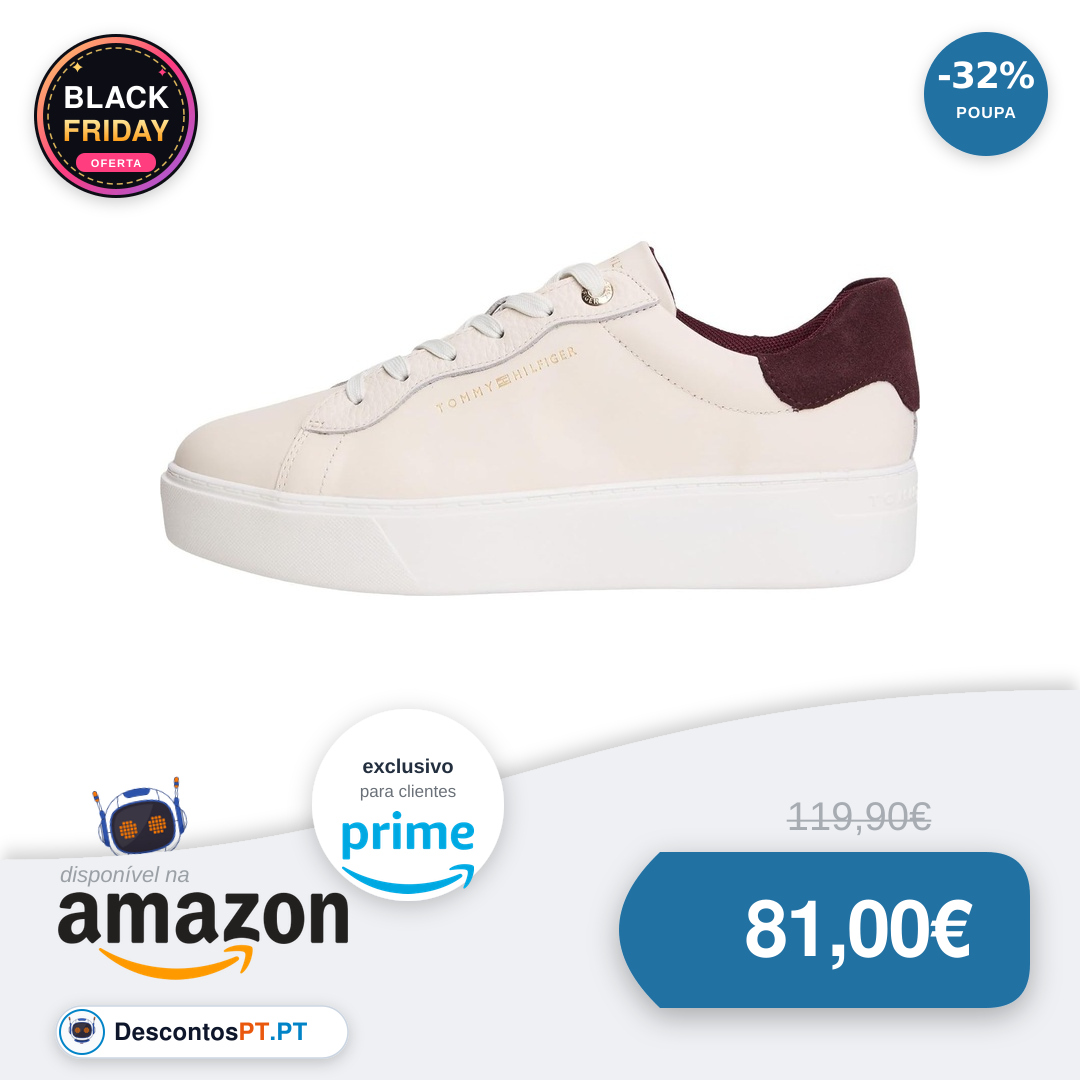 BLACK
FRIDAY
OFERTA
-32%
POUPA
TOMMY HILFIGER
exclusivo
para clientes
prime
119,90€
disponível na
amazon
81,00€
DescontosPT.PT